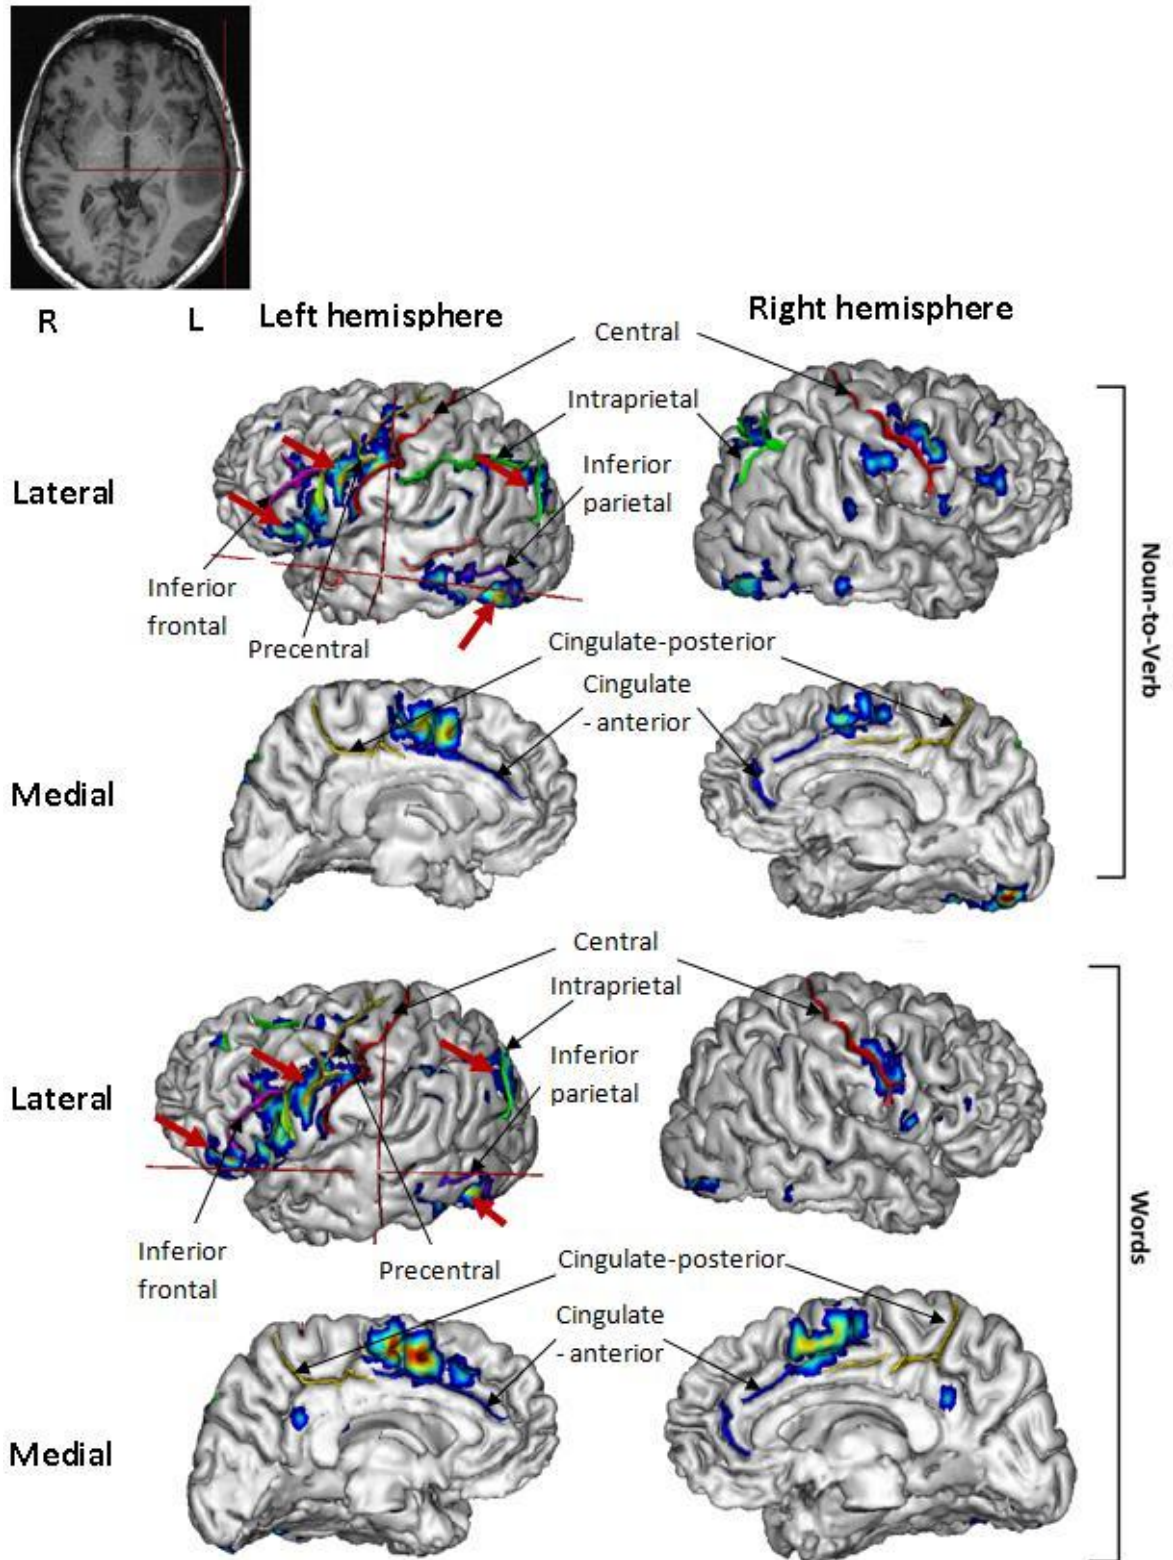 R
L
Left hemisphere
Right hemisphere
Central
Intraprietal
Inferior
parietal
Lateral
Inferior
frontal
Precentral
Noun-to-Verb
Cingulate-posterior
Cingulate
- anterior
Medial
Central
Intraprietal
Inferior
parietal
Lateral
Inferior
frontal
Precentral
Words
Cingulate-posterior
Cingulate
- anterior
Medial